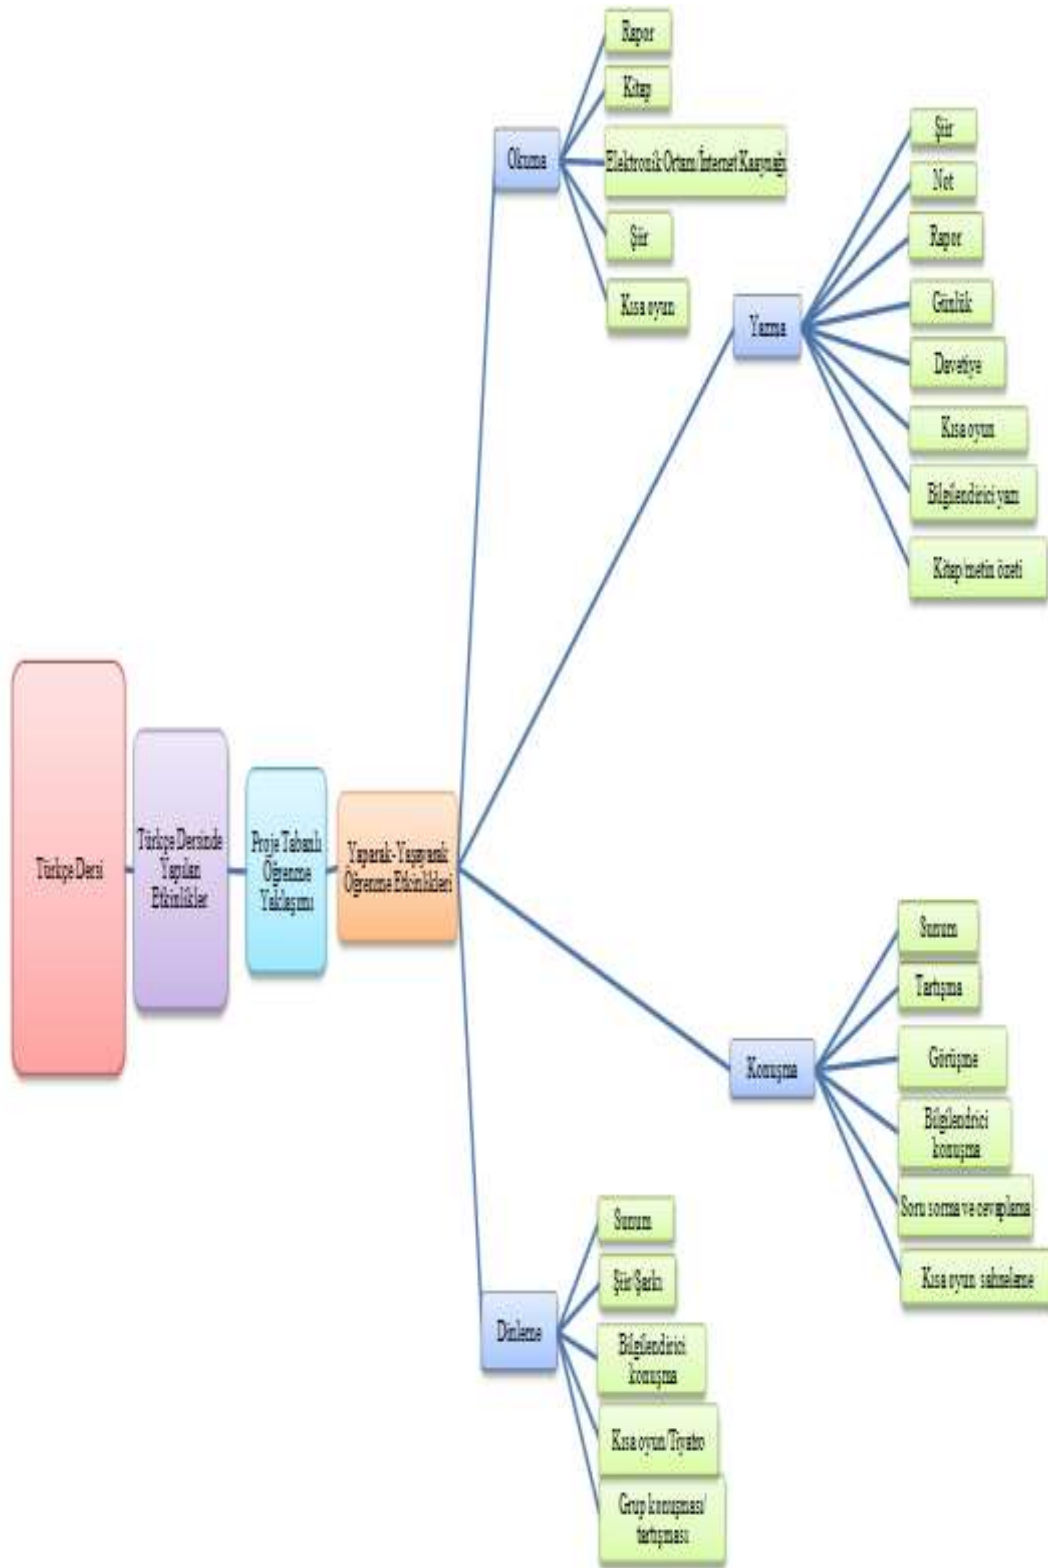 Türkçe Dersi
Türkçe Dersinde
Yapılan
Etkinlikler
Proje Tabanlı
Öğrenme
Yaklaşımı
Yaparak-Yaşayarak
Öğrenme Etkinlikleri
Okuma
Rapor
Kitap
Elektronik Ortam/İnternet Kaaynağı
Şiir
Kısa oyun
Yazma
Şiir
Not
Rapor
Günlük
Davetiye
Kısa oyun
Bilgilendirici yazı
Kitap/metin özeti
Konuşma
Sunum
Tartışma
Görüşme
Bilgilendrici
konuşma
Soru sorma ve cevaplama
Kısa oyun sahneleme
Dinleme
Sunum
Şiir/Şarkı
Bilgilendirici
konuşma
Kısa oyun/Tiyatro
Grup konuşması/
tartışması